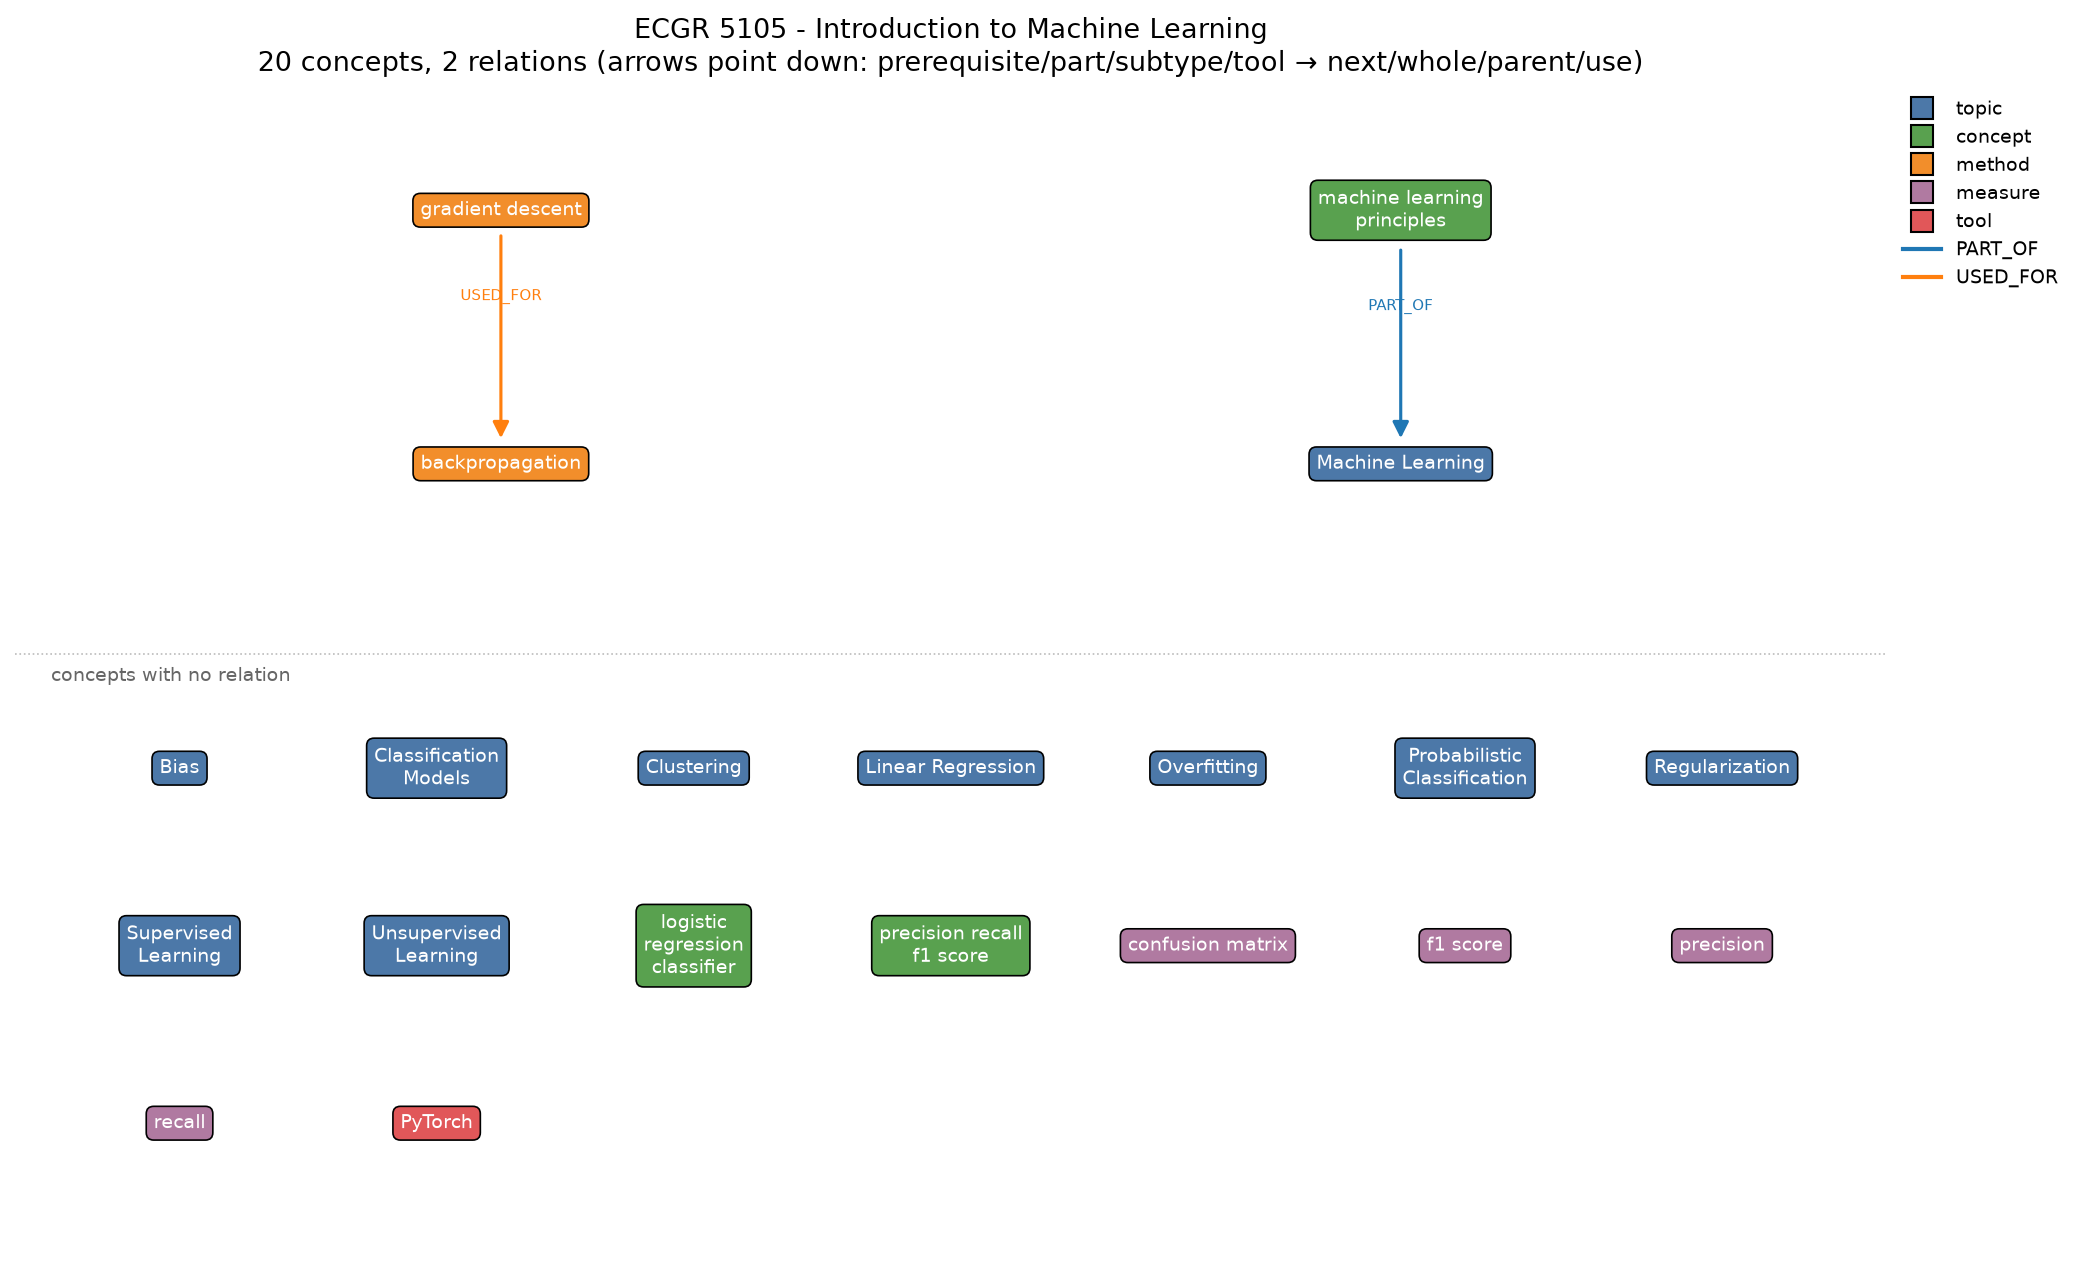 ECGR 5105 - Introduction to Machine Learning
20 concepts, 2 relations (arrows point down: prerequisite/part/subtype/tool → next/whole/parent/use)
topic
concept
method
measure
tool
PART_OF
USED_FOR
gradient descent
machine learning
principles
USED_FOR
PART_OF
backpropagation
Machine Learning
concepts with no relation
Bias
Classification
Models
Clustering
Linear Regression
Overfitting
Probabilistic
Classification
Regularization
Supervised
Learning
Unsupervised
Learning
logistic
regression
classifier
precision recall
f1 score
confusion matrix
f1 score
precision
recall
PyTorch